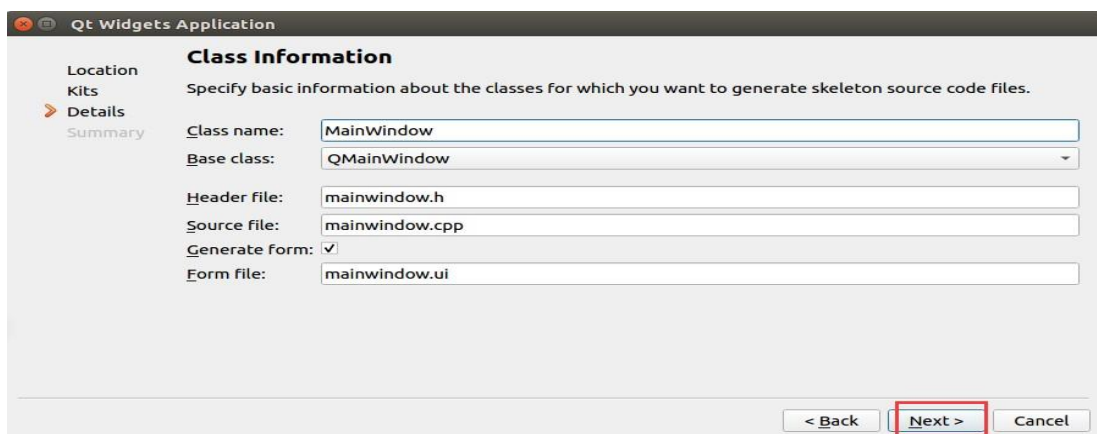 Qt Widgets Application
Location
Kits
Details
Summary
Class Information
Specify basic information about the classes for which you want to generate skeleton source code files.
Class name: MainWindow
Base class: QMainWindow
Header file: mainwindow.h
Source file: mainwindow.cpp
Generate form:
Form file: mainwindow.ui
< Back Next > Cancel